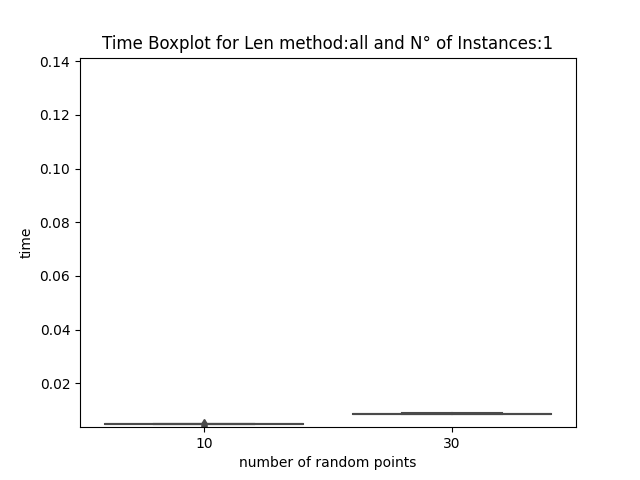 Time Boxplot for Len method:all and N° of Instances:1
0.14
0.12
0.10
0.08
0.06
0.04
0.02
time
10 30
number of random points